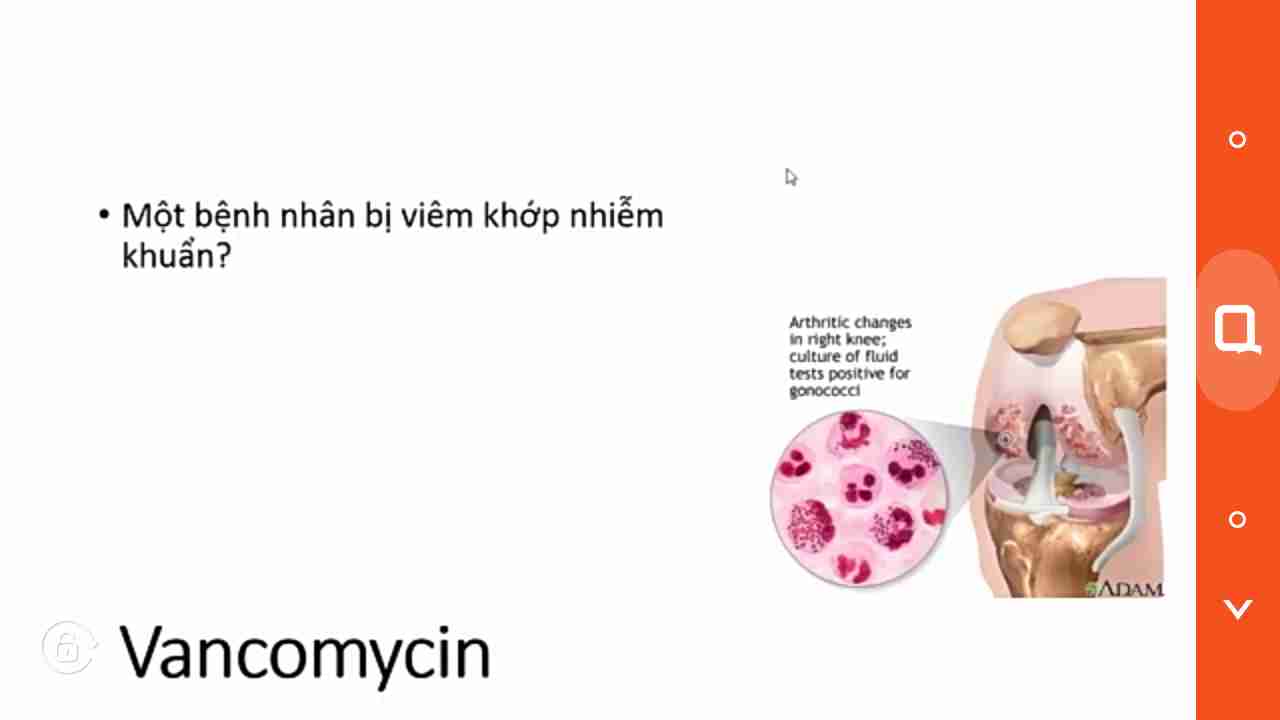 • Một bệnh nhân bị viêm khớp nhiễm
khuẩn?
Arthritic changes
in right knee;
culture of fluid
tests positive for
gonococci
ADAM
Vancomycin